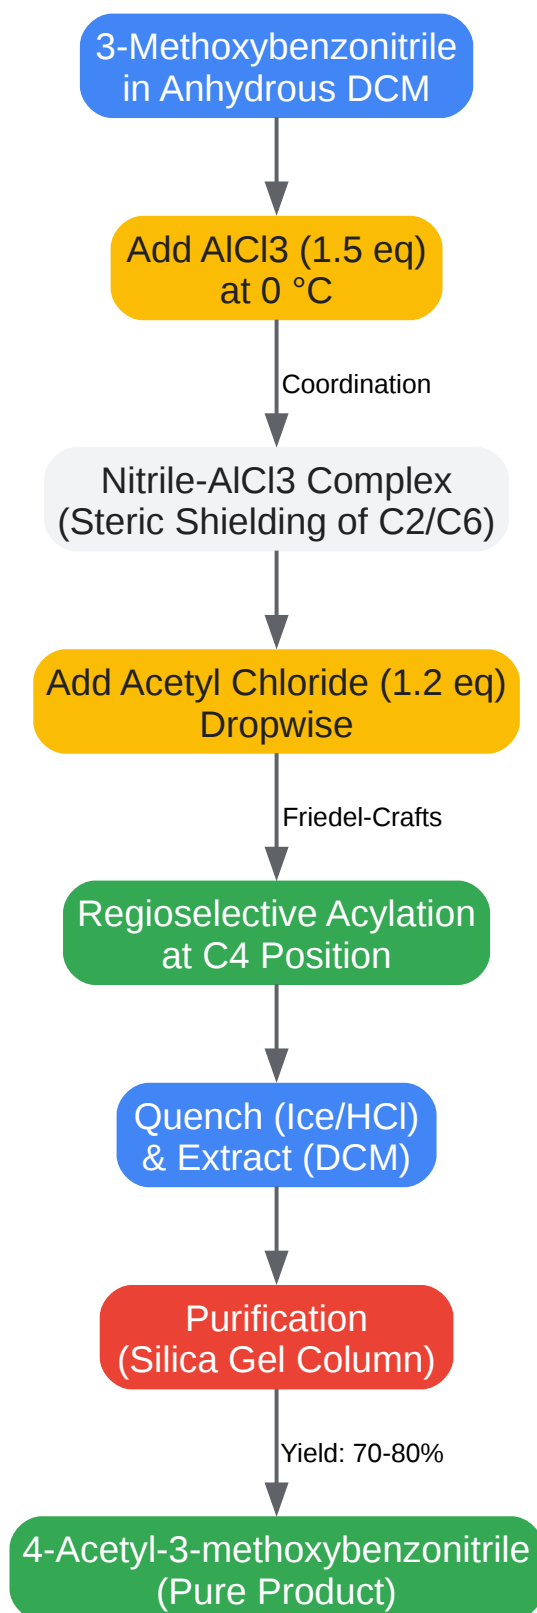 3-Methoxybenzonitrile
in Anhydrous DCM
Add AlCl3 (1.5 eq)
at 0 °C
Coordination
Nitrile-AlCl3 Complex
(Steric Shielding of C2/C6)
Add Acetyl Chloride (1.2 eq)
Dropwise
Friedel-Crafts
Regioselective Acylation
at C4 Position
Quench (Ice/HCl)
& Extract (DCM)
Purification
(Silica Gel Column)
Yield: 70-80%
4-Acetyl-3-methoxybenzonitrile
(Pure Product)